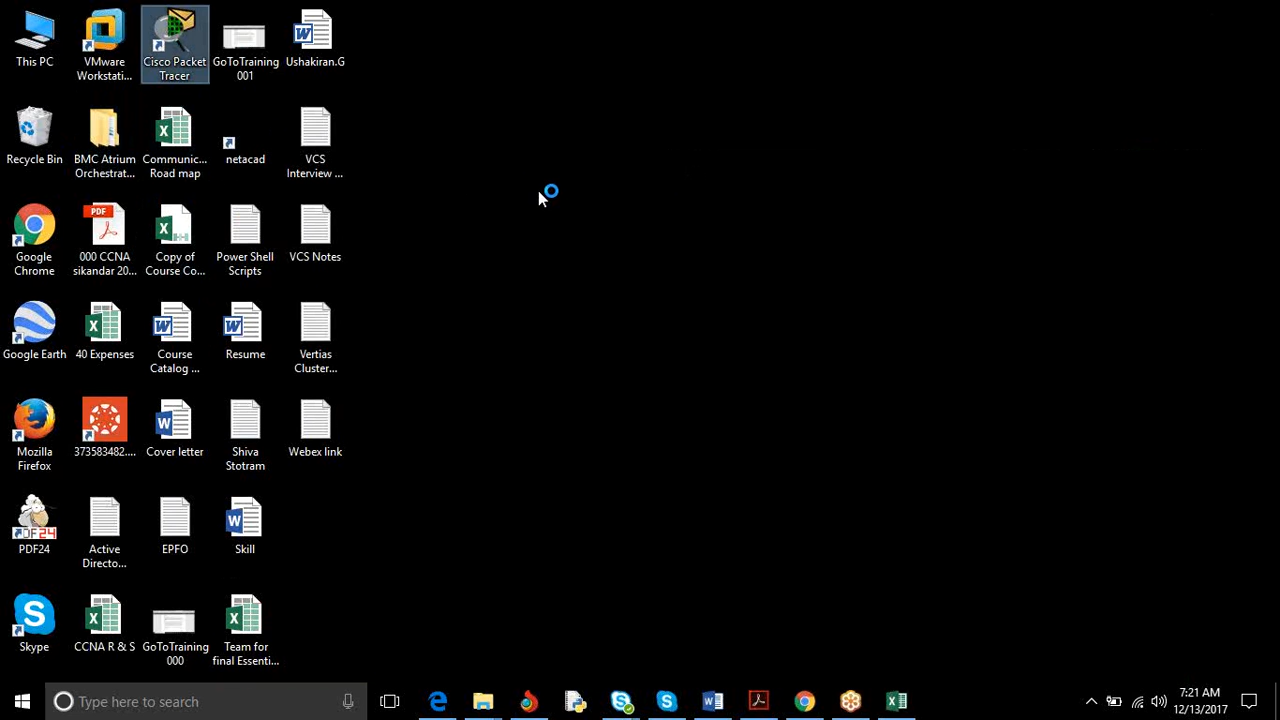 This PC
VMware
Workstati...
Cisco Packet
Tracer
GoToTraining
001
Ushakiran.G
Recycle Bin
BMC Atrium
Orchestrat...
Communic...
Road map
netacad
VCS
Interview ...
PDF
Google
Chrome
000 CCNA
sikandar 20...
Copy of
Course Co...
Power Shell
Scripts
VCS Notes
Google Earth
40 Expenses
Course
Catalog ...
Resume
Vertias
Cluster...
Mozilla
Firefox
373583482....
Cover letter
Shiva
Stotram
Webex link
PDF24
Active
Directo...
EPFO
Skill
Skype
CCNA R & S
GoToTraining
000
Team for
final Essenti...
Type here to search
7:21 AM
12/13/2017